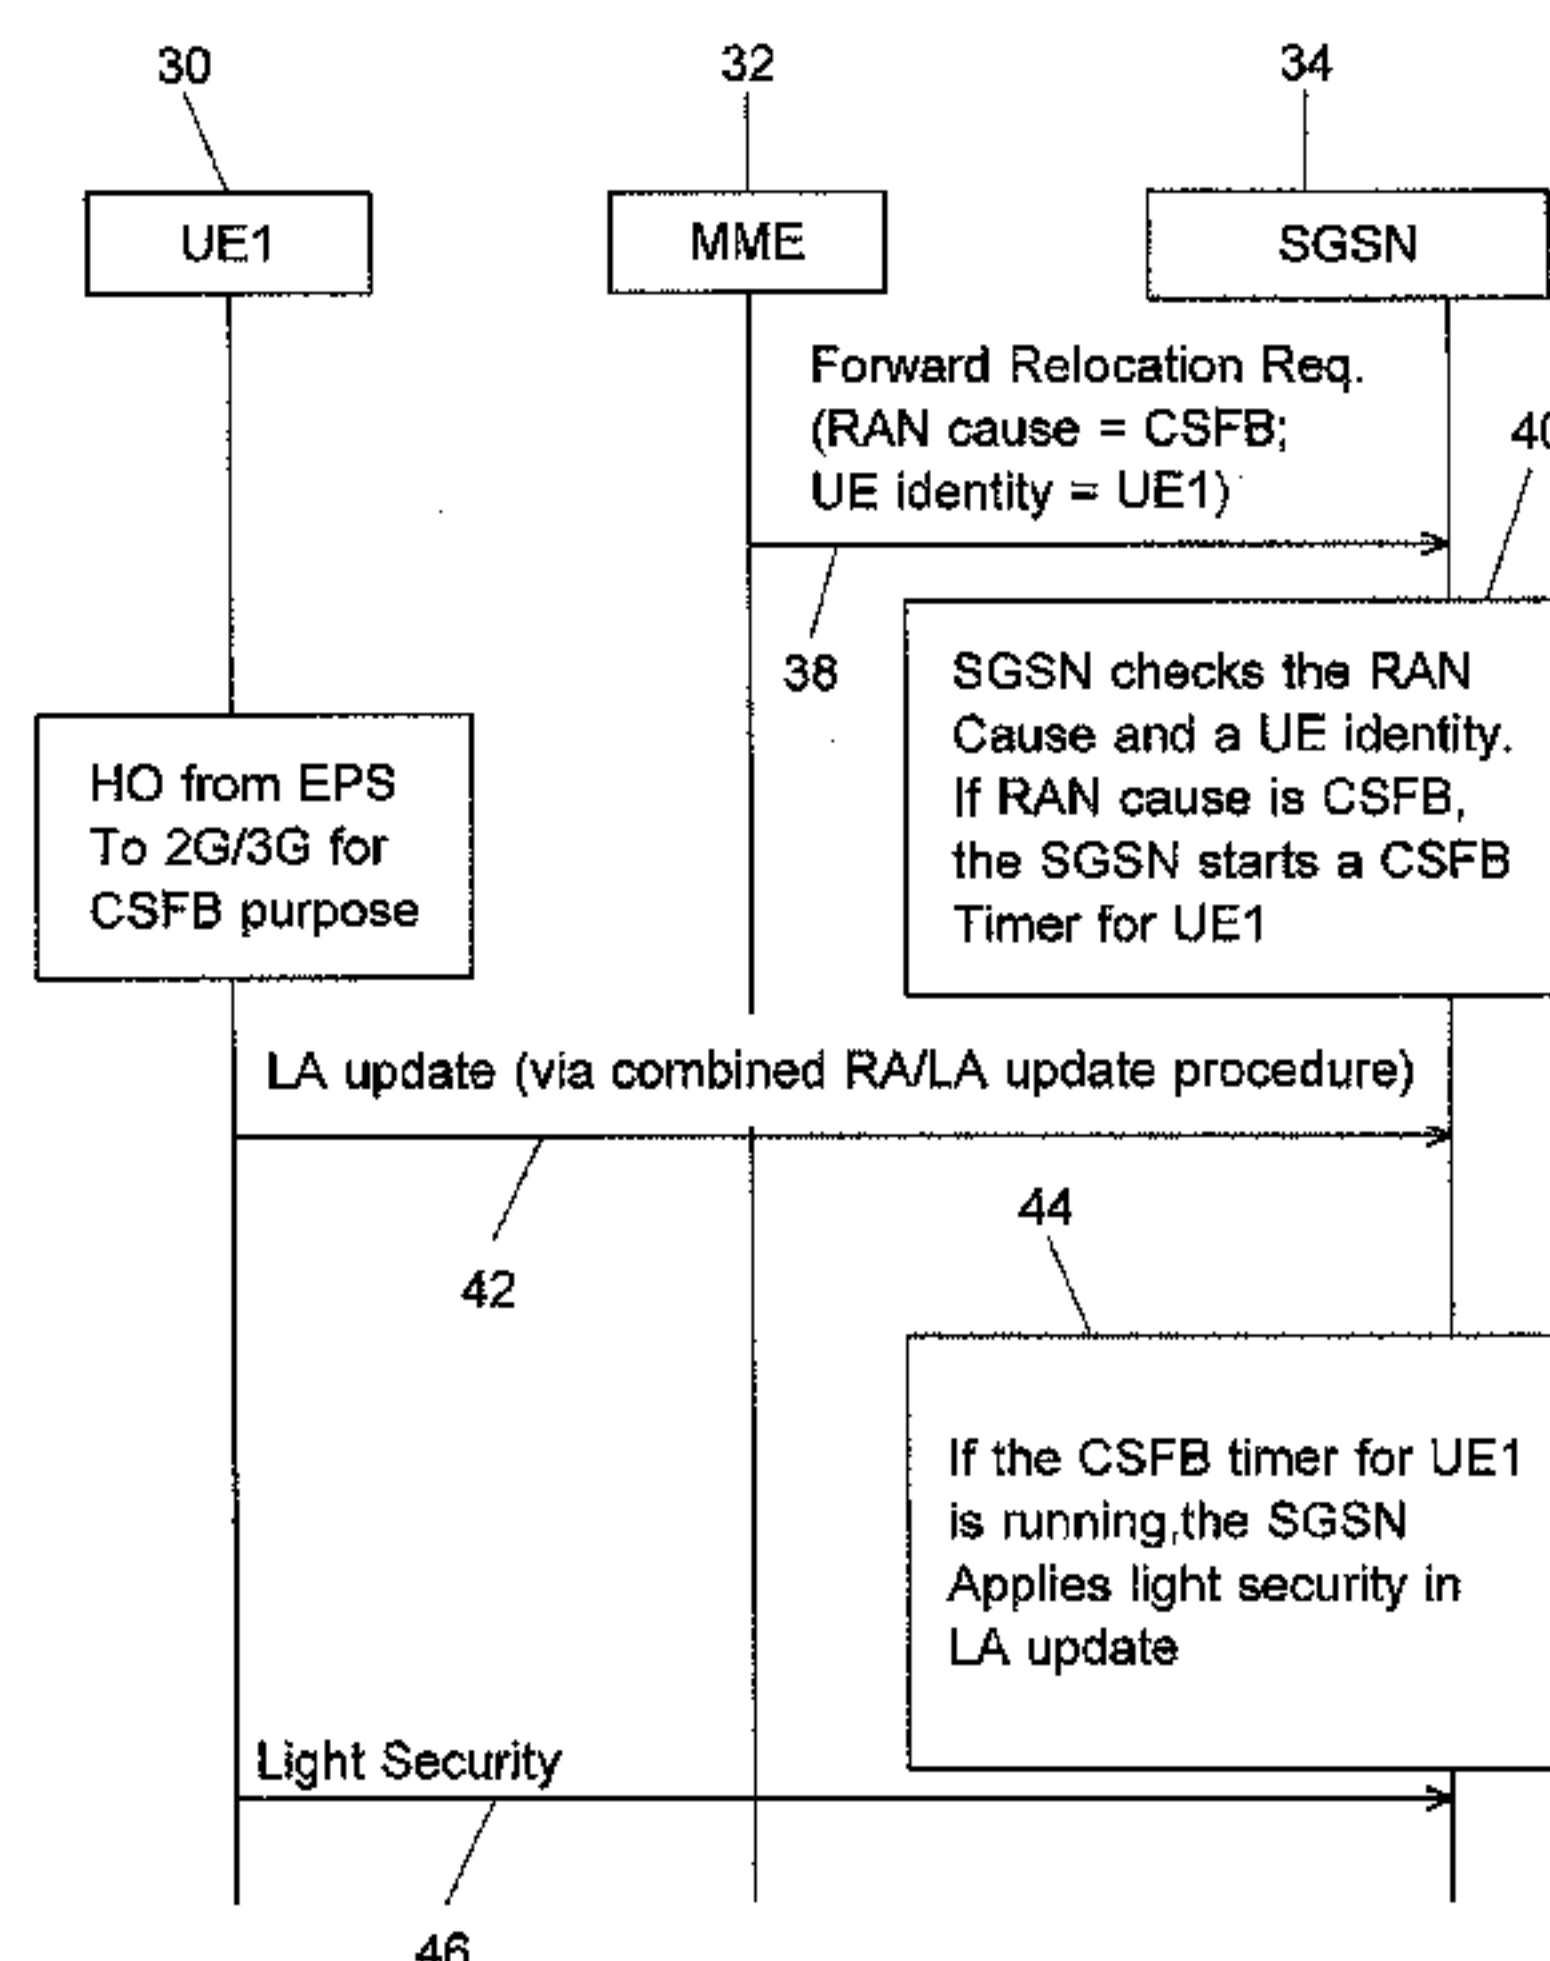 30
32
34
UE1
MME
SGSN
Forward Relocation Req.
(RAN cause = CSFB;
UE identity = UE1)
40
38
SGSN checks the RAN
Cause and a UE identity.
If RAN cause is CSFB,
the SGSN starts a CSFB
Timer for UE1
HO from EPS
To 2G/3G for
CSFB purpose
LA update (via combined RA/LA update procedure)
42
44
If the CSFB timer for UE1
is running,the SGSN
Applies light security in
LA update
Light Security
46